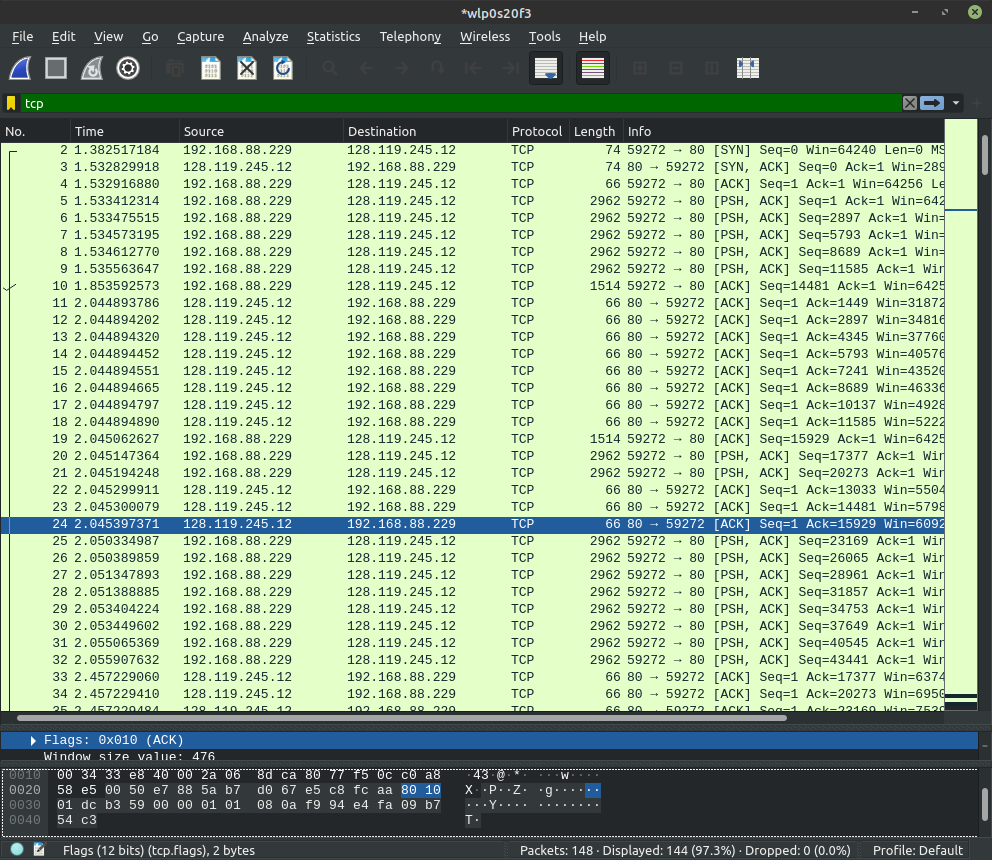 *wlp0s20f3
File Edit View Go Capture Analyze Statistics Telephony Wireless Tools Help
tcp
No. Time Source Destination Protocol Length Info
2 1.382517184 192.168.88.229 128.119.245.12 TCP 74 59272 → 80 [SYN] Seq=0 Win=64240 Len=0 MS
3 1.532829918 128.119.245.12 192.168.88.229 TCP 74 80 → 59272 [SYN, ACK] Seq=0 Ack=1 Win=289
4 1.532916880 192.168.88.229 128.119.245.12 TCP 66 59272 → 80 [ACK] Seq=1 Ack=1 Win=64256 Le
5 1.533412314 192.168.88.229 128.119.245.12 TCP 2962 59272 → 80 [PSH, ACK] Seq=1 Ack=1 Win=642
6 1.533475515 192.168.88.229 128.119.245.12 TCP 2962 59272 → 80 [PSH, ACK] Seq=2897 Ack=1 Win=
7 1.534573195 192.168.88.229 128.119.245.12 TCP 2962 59272 → 80 [PSH, ACK] Seq=5793 Ack=1 Win=
8 1.534612770 192.168.88.229 128.119.245.12 TCP 2962 59272 → 80 [PSH, ACK] Seq=8689 Ack=1 Win=
9 1.535563647 192.168.88.229 128.119.245.12 TCP 2962 59272 → 80 [PSH, ACK] Seq=11585 Ack=1 Win
10 1.853592573 192.168.88.229 128.119.245.12 TCP 1514 59272 → 80 [ACK] Seq=14481 Ack=1 Win=6425
11 2.044893786 128.119.245.12 192.168.88.229 TCP 66 80 → 59272 [ACK] Seq=1 Ack=1449 Win=31872
12 2.044894202 128.119.245.12 192.168.88.229 TCP 66 80 → 59272 [ACK] Seq=1 Ack=2897 Win=34816
13 2.044894320 128.119.245.12 192.168.88.229 TCP 66 80 → 59272 [ACK] Seq=1 Ack=4345 Win=37760
14 2.044894452 128.119.245.12 192.168.88.229 TCP 66 80 → 59272 [ACK] Seq=1 Ack=5793 Win=40576
15 2.044894551 128.119.245.12 192.168.88.229 TCP 66 80 → 59272 [ACK] Seq=1 Ack=7241 Win=43520
16 2.044894665 128.119.245.12 192.168.88.229 TCP 66 80 → 59272 [ACK] Seq=1 Ack=8689 Win=46336
17 2.044894797 128.119.245.12 192.168.88.229 TCP 66 80 → 59272 [ACK] Seq=1 Ack=10137 Win=4928
18 2.044894890 128.119.245.12 192.168.88.229 TCP 66 80 → 59272 [ACK] Seq=1 Ack=11585 Win=5222
19 2.045062627 192.168.88.229 128.119.245.12 TCP 1514 59272 → 80 [ACK] Seq=15929 Ack=1 Win=6425
20 2.045147364 192.168.88.229 128.119.245.12 TCP 2962 59272 → 80 [PSH, ACK] Seq=17377 Ack=1 Win
21 2.045194248 192.168.88.229 128.119.245.12 TCP 2962 59272 → 80 [PSH, ACK] Seq=20273 Ack=1 Win
22 2.045299911 128.119.245.12 192.168.88.229 TCP 66 80 → 59272 [ACK] Seq=1 Ack=13033 Win=5504
23 2.045300079 128.119.245.12 192.168.88.229 TCP 66 80 → 59272 [ACK] Seq=1 Ack=14481 Win=5798
24 2.045397371 128.119.245.12 192.168.88.229 TCP 66 80 → 59272 [ACK] Seq=1 Ack=15929 Win=6092
25 2.050334987 192.168.88.229 128.119.245.12 TCP 2962 59272 → 80 [PSH, ACK] Seq=23169 Ack=1 Win
26 2.050389859 192.168.88.229 128.119.245.12 TCP 2962 59272 → 80 [PSH, ACK] Seq=26065 Ack=1 Win
27 2.051347893 192.168.88.229 128.119.245.12 TCP 2962 59272 → 80 [PSH, ACK] Seq=28961 Ack=1 Win
28 2.051388885 192.168.88.229 128.119.245.12 TCP 2962 59272 → 80 [PSH, ACK] Seq=31857 Ack=1 Win
29 2.053404224 192.168.88.229 128.119.245.12 TCP 2962 59272 → 80 [PSH, ACK] Seq=34753 Ack=1 Win
30 2.053449602 192.168.88.229 128.119.245.12 TCP 2962 59272 → 80 [PSH, ACK] Seq=37649 Ack=1 Win
31 2.055065369 192.168.88.229 128.119.245.12 TCP 2962 59272 → 80 [PSH, ACK] Seq=40545 Ack=1 Win
32 2.055907632 192.168.88.229 128.119.245.12 TCP 2962 59272 → 80 [PSH, ACK] Seq=43441 Ack=1 Win
33 2.457229060 128.119.245.12 192.168.88.229 TCP 66 80 → 59272 [ACK] Seq=1 Ack=17377 Win=6374
34 2.457229410 128.119.245.12 192.168.88.229 TCP 66 80 → 59272 [ACK] Seq=1 Ack=20273 Win=6950
35 2.457229484 128.119.245.12 192.168.88.229 TCP 66 80 → 59272 [ACK] Seq=1 Ack=23169 Win=7539
Flags: 0x010 (ACK)
Window size value: 476
0010 00 34 33 e8 40 00 2a 06 8d ca 80 77 f5 0c c0 a8 ·43·@·*· ···w····
0020 58 e5 00 50 e7 88 5a b7 d0 67 e5 c8 fc aa 80 10 X··P··Z· ·g······
0030 01 dc b3 59 00 00 01 01 08 0a f9 94 e4 fa 09 b7 ···Y···· ········
0040 54 c3 T·
Flags (12 bits) (tcp.flags), 2 bytes Packets: 148 · Displayed: 144 (97.3%) · Dropped: 0 (0.0%) Profile: Default